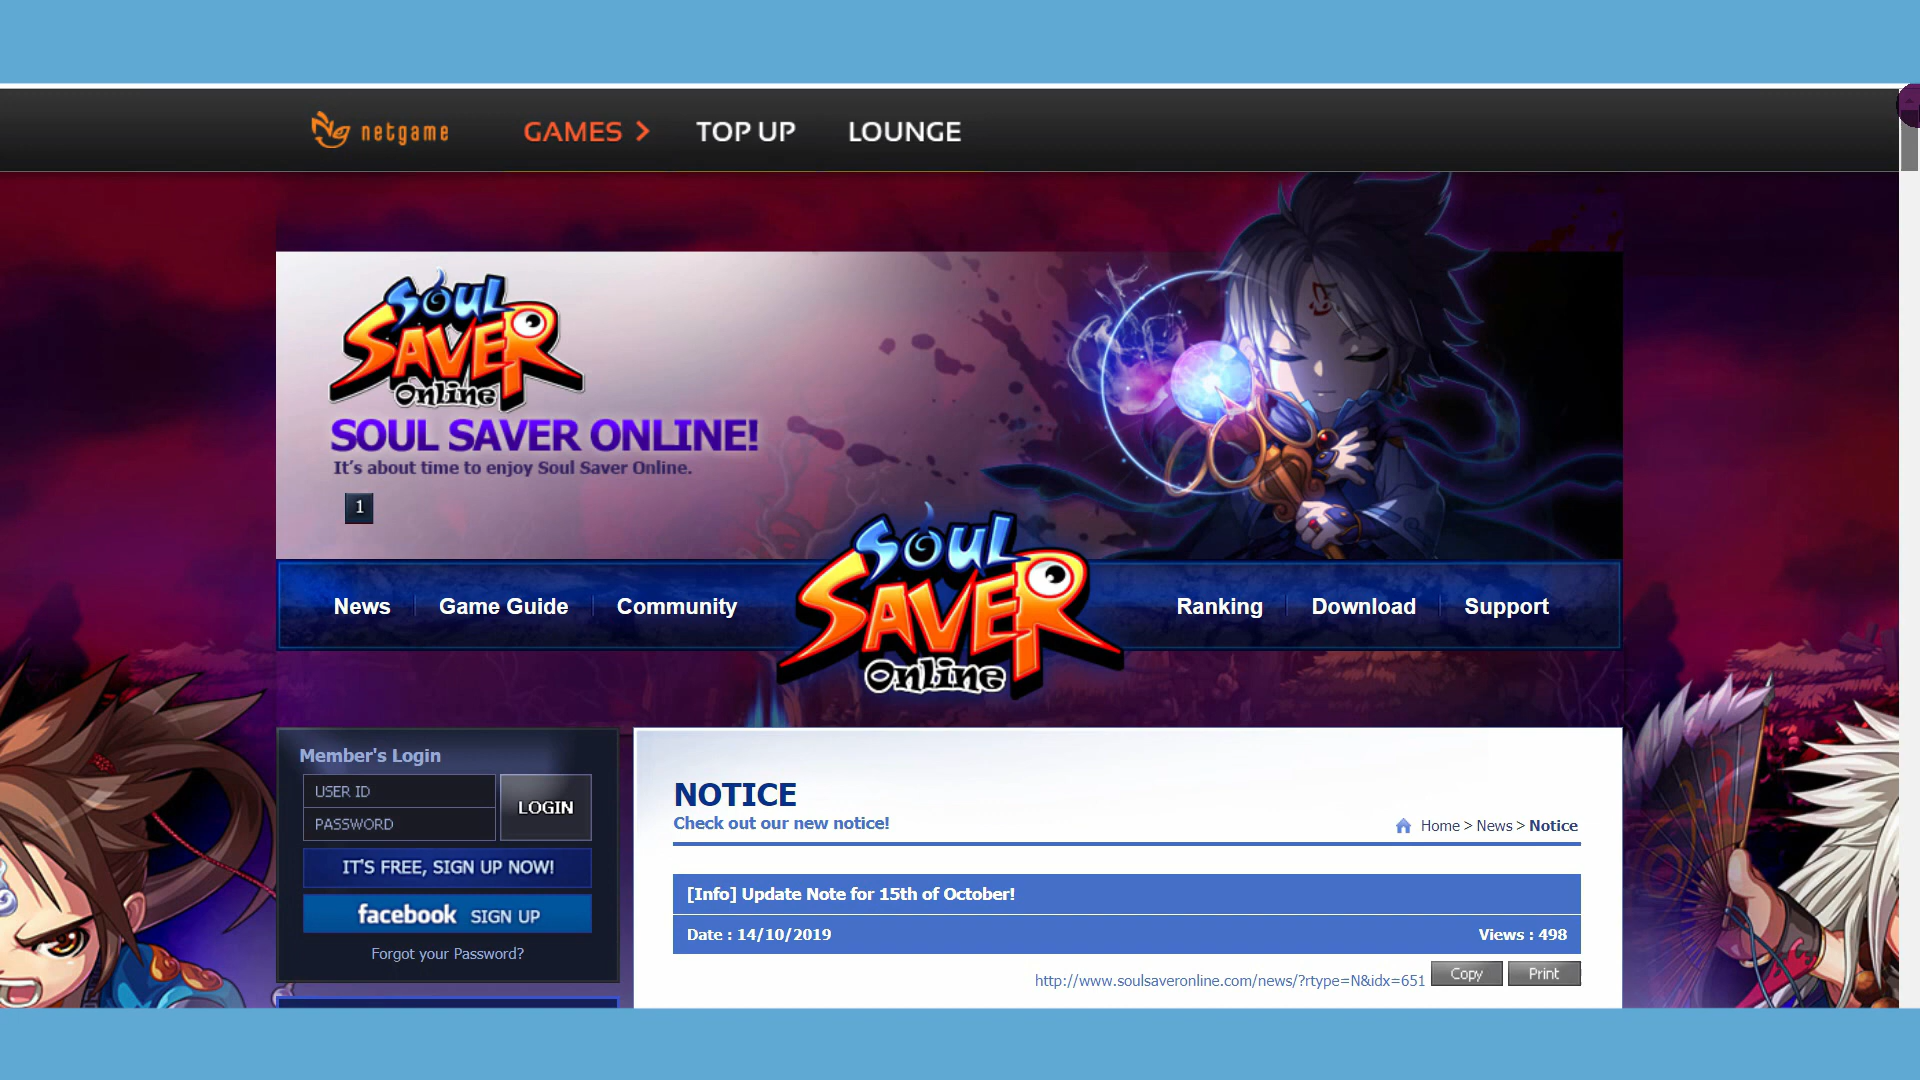 netgame
GAMES TOP UP LOUNGE
SOUL
SAVER
Online
SOUL SAVER ONLINE!
It's about time to enjoy Soul Saver Online.
1
News Game Guide Community
SOUL
SAVER
Online
Ranking Download Support
Member's Login
USER ID
PASSWORD
LOGIN
IT'S FREE, SIGN UP NOW!
facebook SIGN UP
Forgot your Password?
NOTICE
Check out our new notice!
Home > News > Notice
[Info] Update Note for 15th of October!
Date : 14/10/2019 Views : 498
http://www.soulsaveronline.com/news/?rtype=N&idx=651 Copy Print